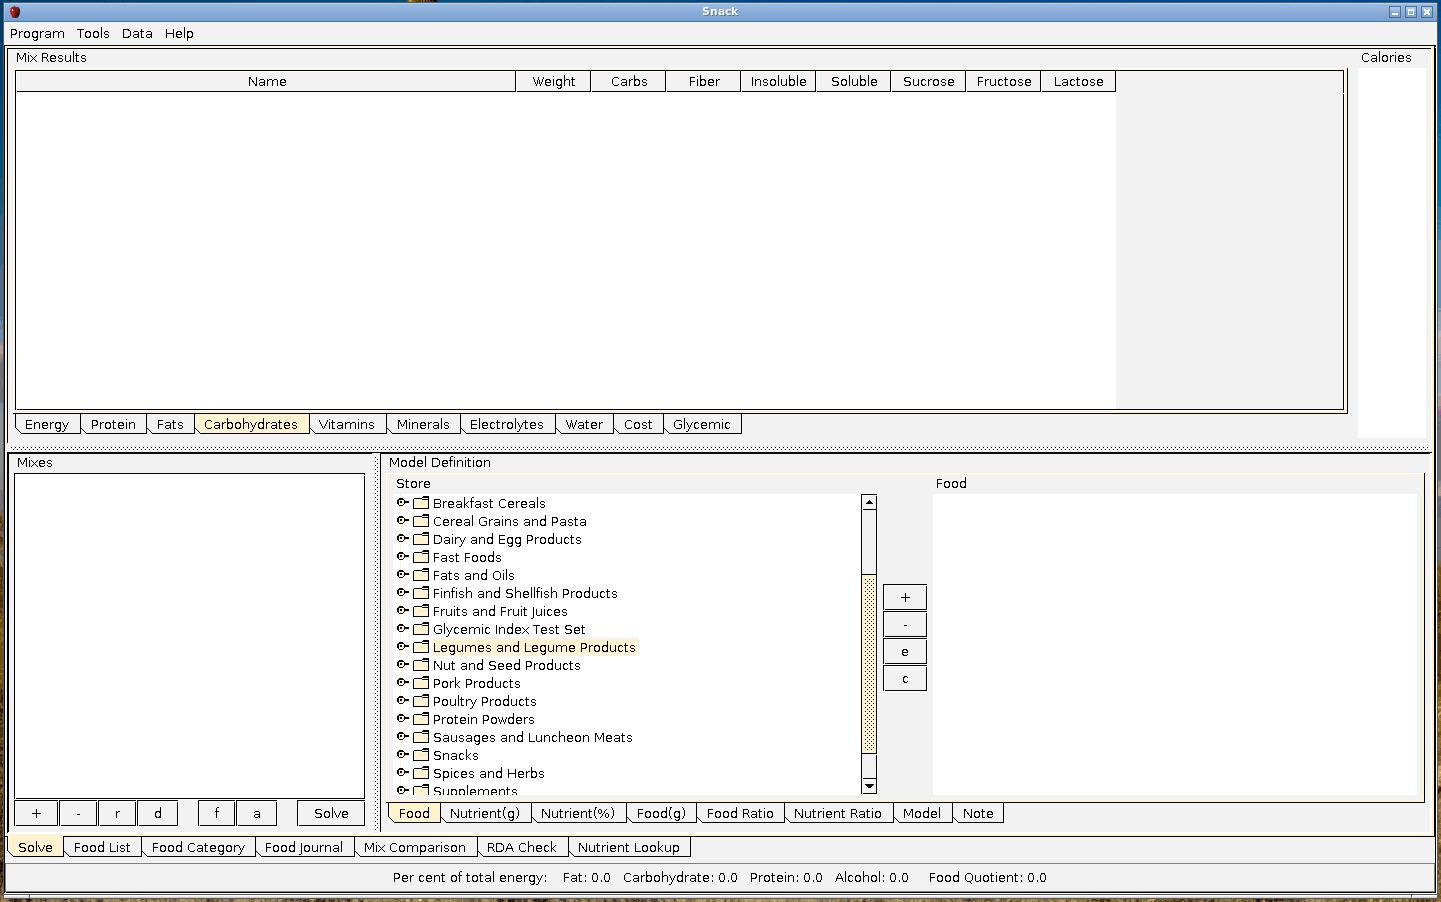 Snack
Program Tools Data Help
Mix Results
Calories
Name Weight Carbs Fiber Insoluble Soluble Sucrose Fructose Lactose
Energy Protein Fats Carbohydrates Vitamins Minerals Electrolytes Water Cost Glycemic
Mixes
Model Definition
Store
Food
Breakfast Cereals
Cereal Grains and Pasta
Dairy and Egg Products
Fast Foods
Fats and Oils
Finfish and Shellfish Products
Fruits and Fruit Juices
Glycemic Index Test Set
Legumes and Legume Products
Nut and Seed Products
Pork Products
Poultry Products
Protein Powders
Sausages and Luncheon Meats
Snacks
Spices and Herbs
Supplements
+
-
e
c
+ - r d f a Solve
Food Nutrient(g) Nutrient(%) Food(g) Food Ratio Nutrient Ratio Model Note
Solve Food List Food Category Food Journal Mix Comparison RDA Check Nutrient Lookup
Per cent of total energy: Fat: 0.0 Carbohydrate: 0.0 Protein: 0.0 Alcohol: 0.0 Food Quotient: 0.0